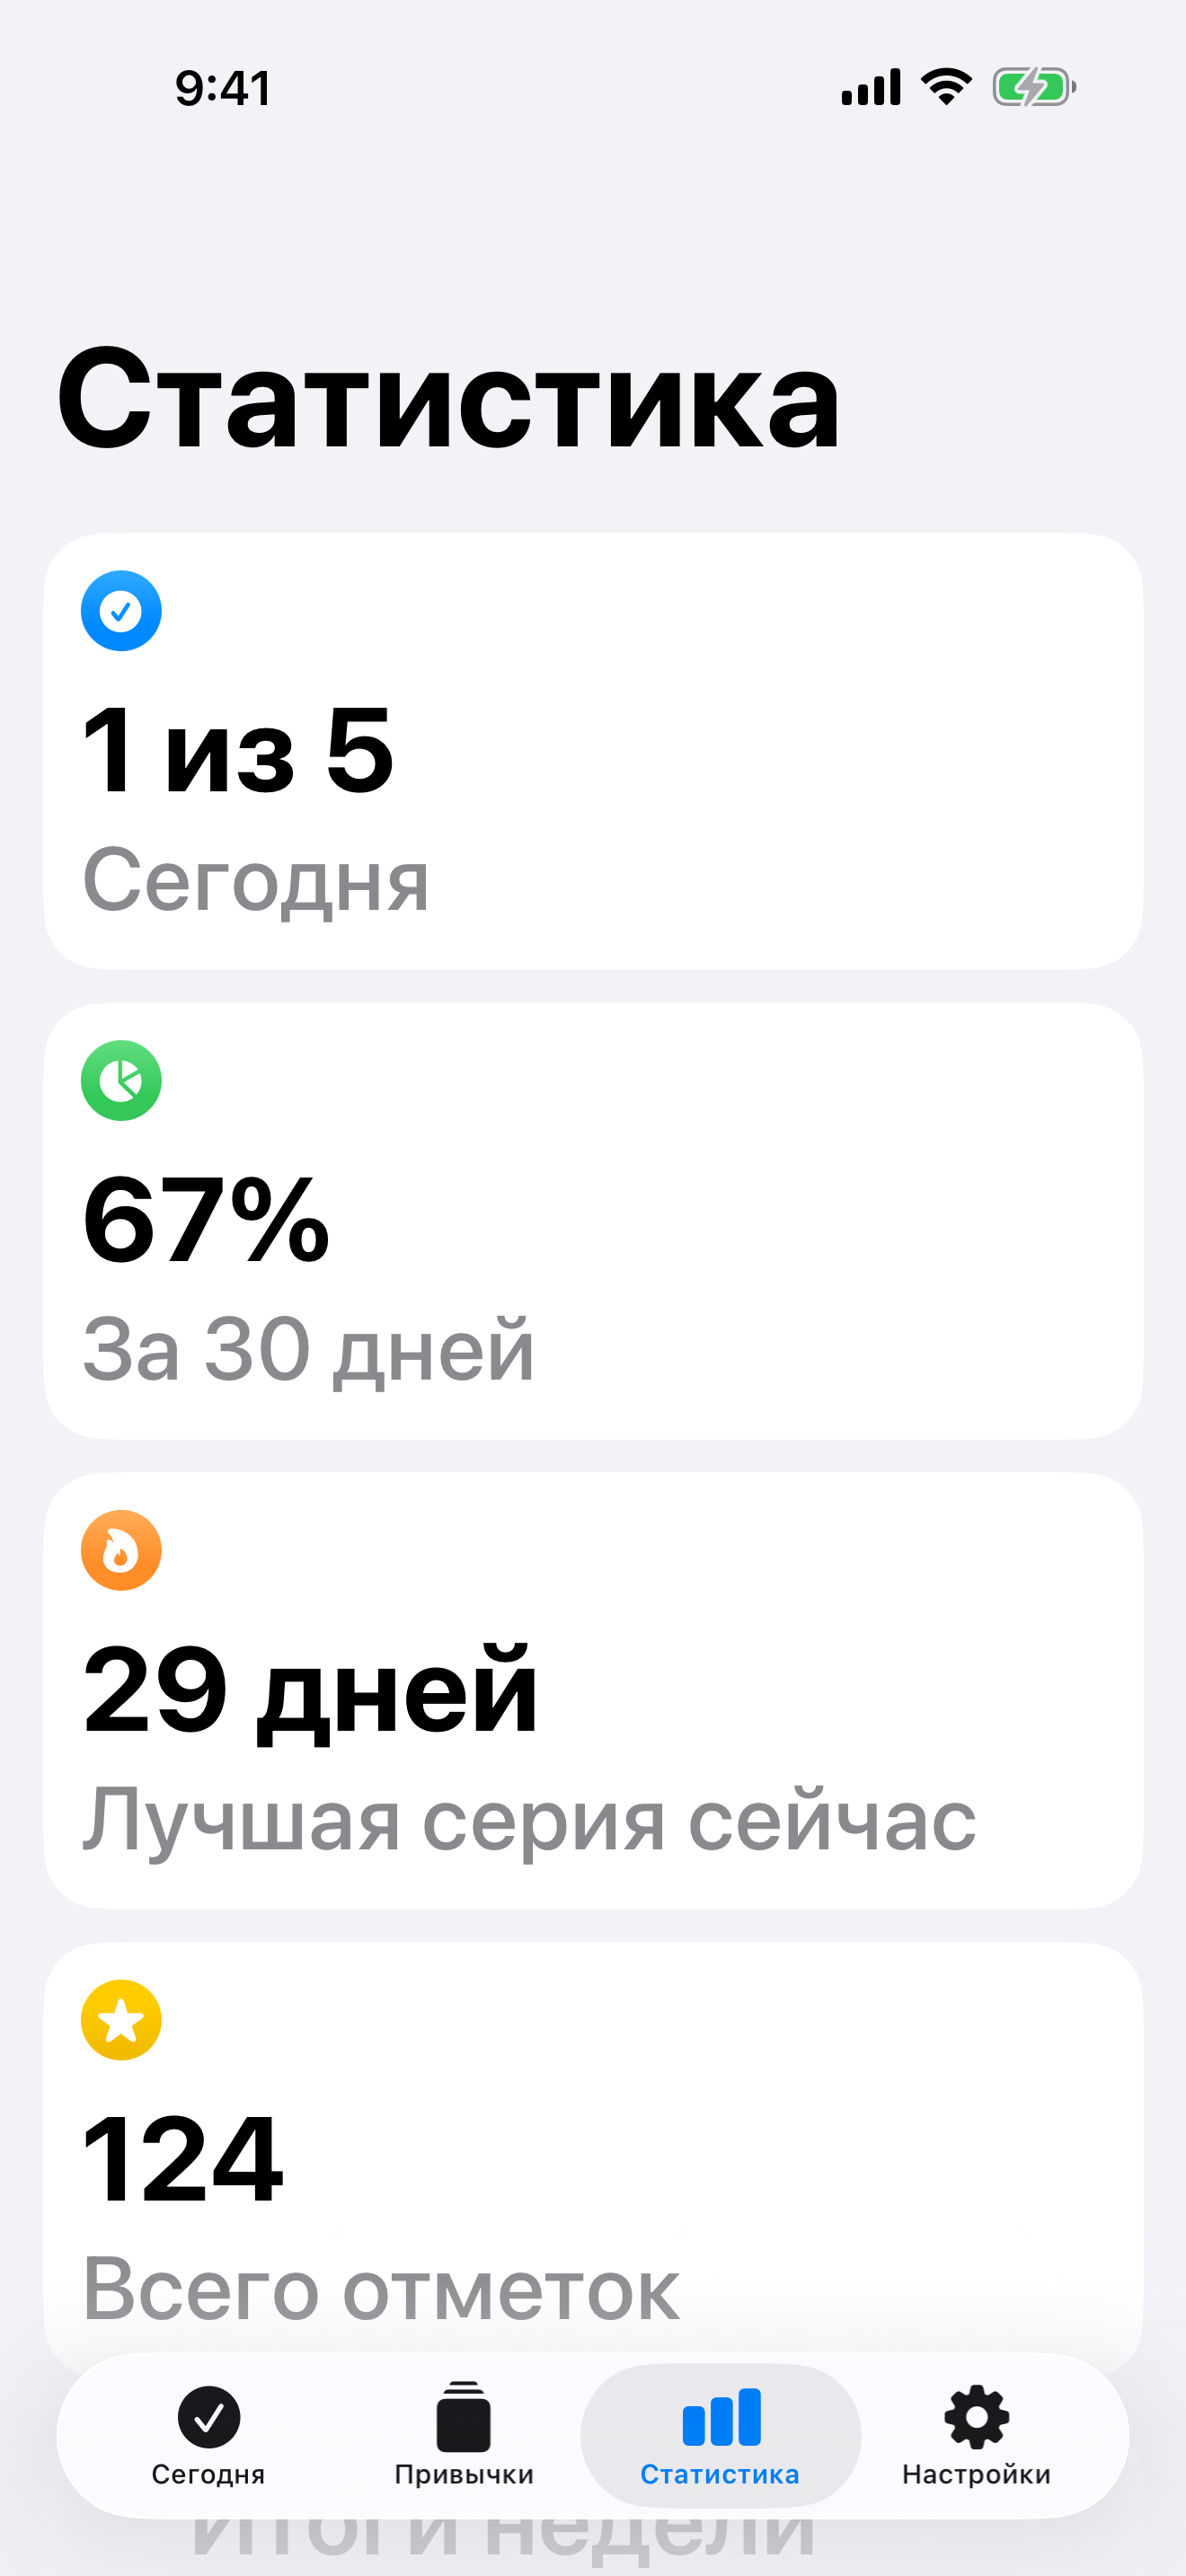 9:41
Статистика
1 из 5
Сегодня
67%
За 30 дней
29 дней
Лучшая серия сейчас
124
Всего отметок
Сегодня
Привычки
Статистика
Настройки
Итоги недели